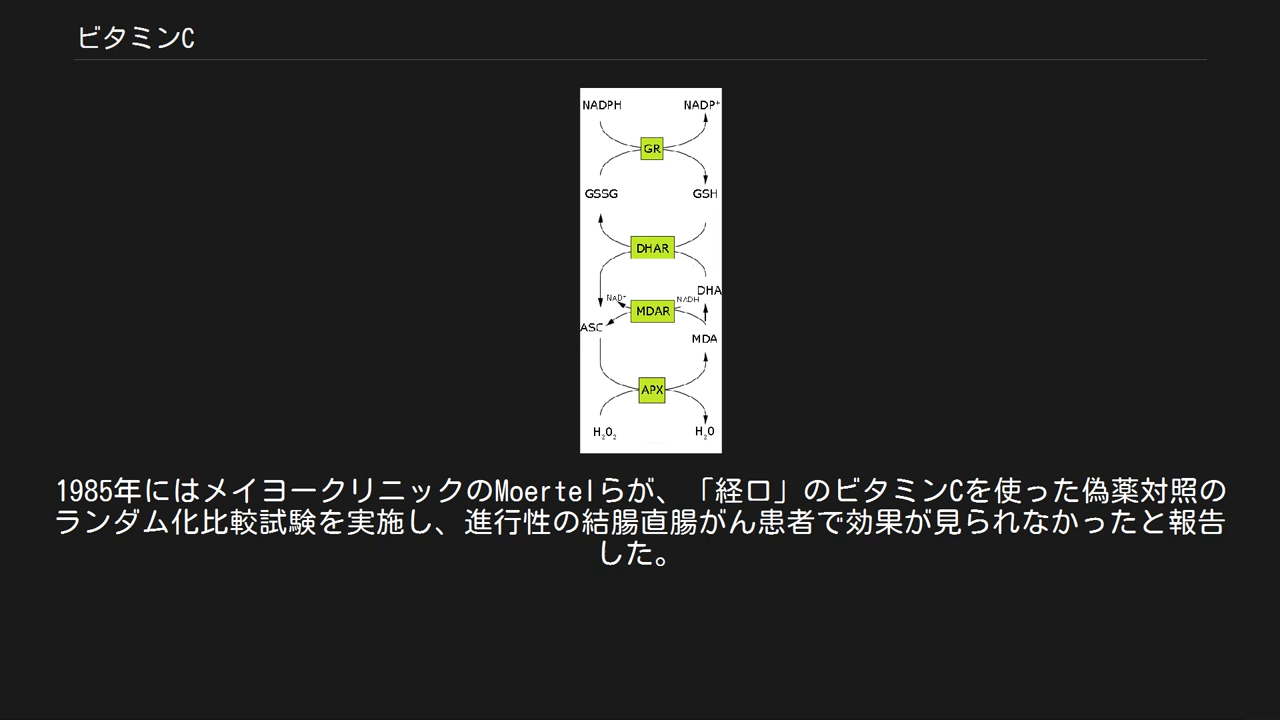 ビタミンC
NADPH NADP⁺
GR
GSSG GSH
DHAR
DHA
NAD⁺ NADH
MDAR
ASC
MDA
APX
H₂O₂ H₂O
1985年にはメイヨークリニックのMoertelらが、「経口」のビタミンCを使った偽薬対照の
ランダム化比較試験を実施し、進行性の結腸直腸がん患者で効果が見られなかったと報告
した。